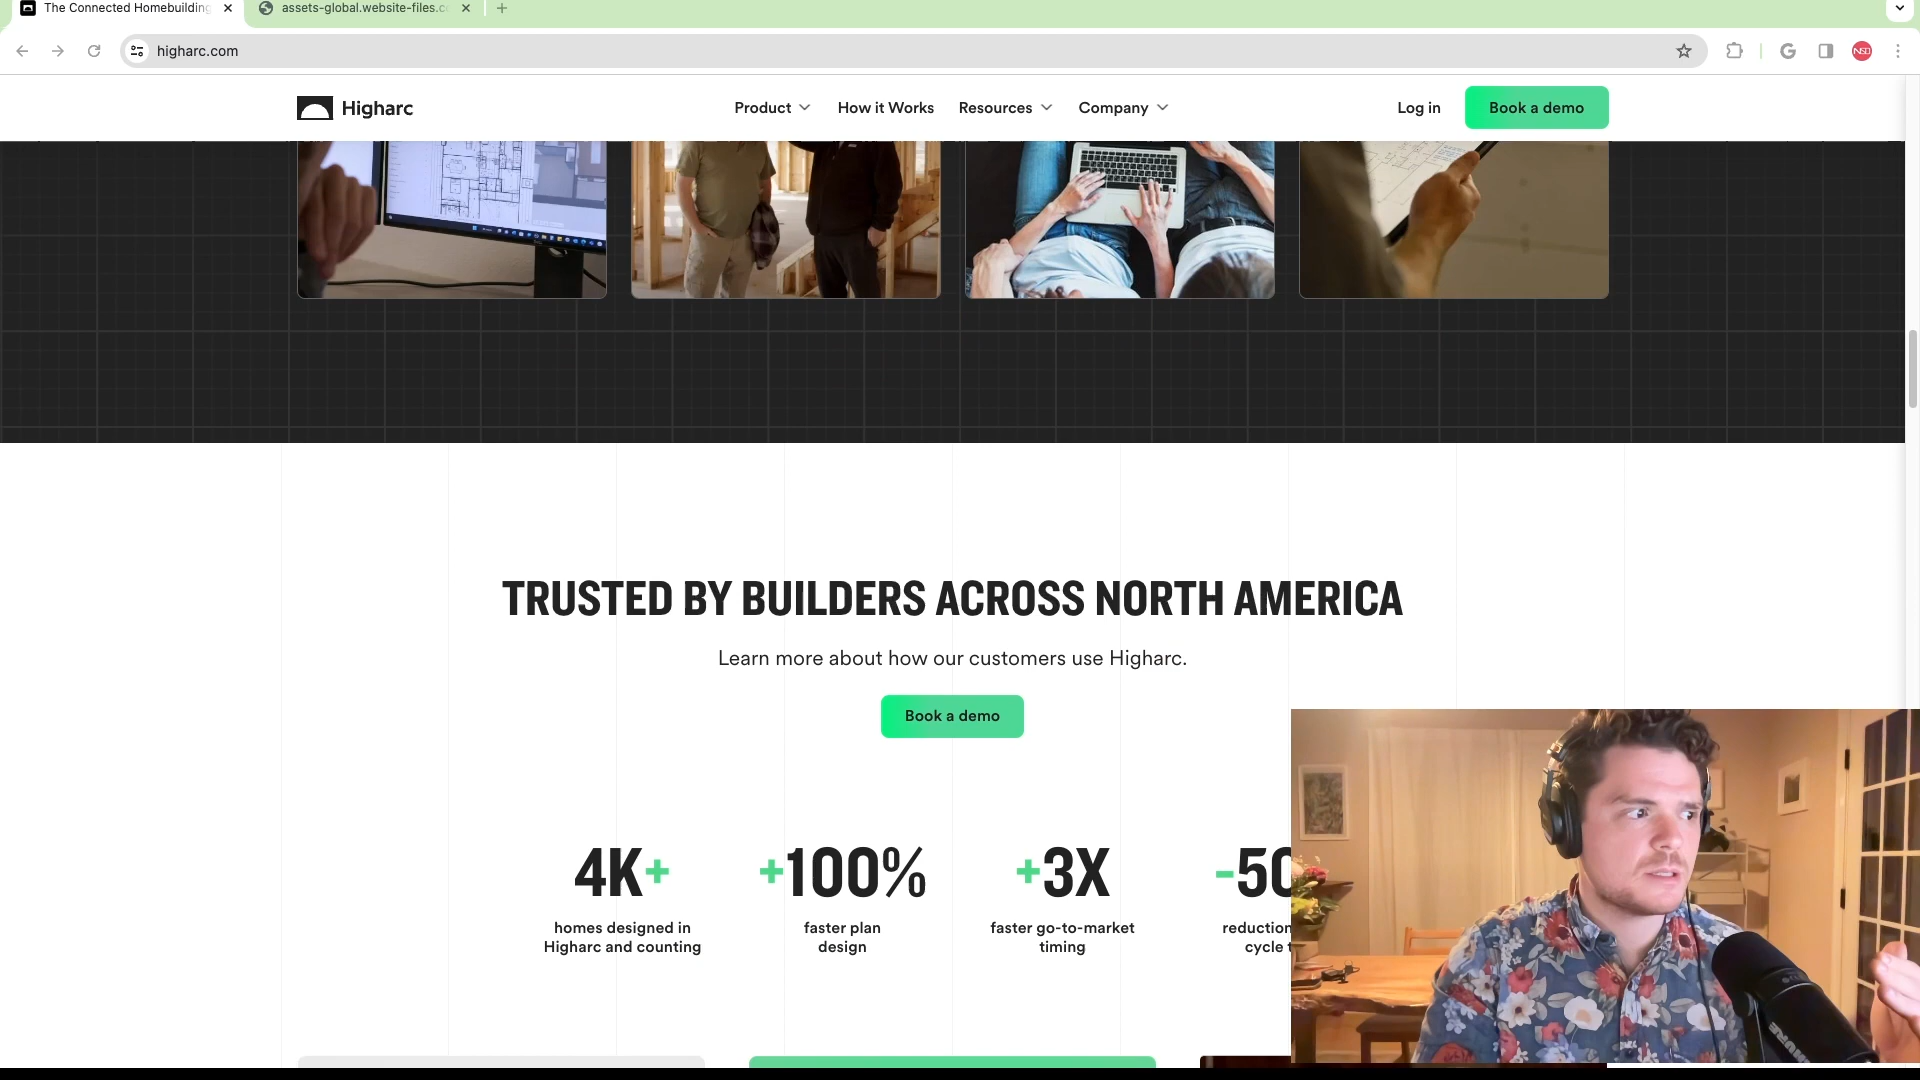 The Connected Homebuilding
assets-global.website-files.c
higharc.com
NSD
Higharc
Product
How it Works
Resources
Company
Log in
Book a demo
TRUSTED BY BUILDERS ACROSS NORTH AMERICA
Learn more about how our customers use Higharc.
Book a demo
4K+
+100%
+3X
-50
homes designed in
Higharc and counting
faster plan
design
faster go-to-market
timing
reduction
cycle t
SHURE